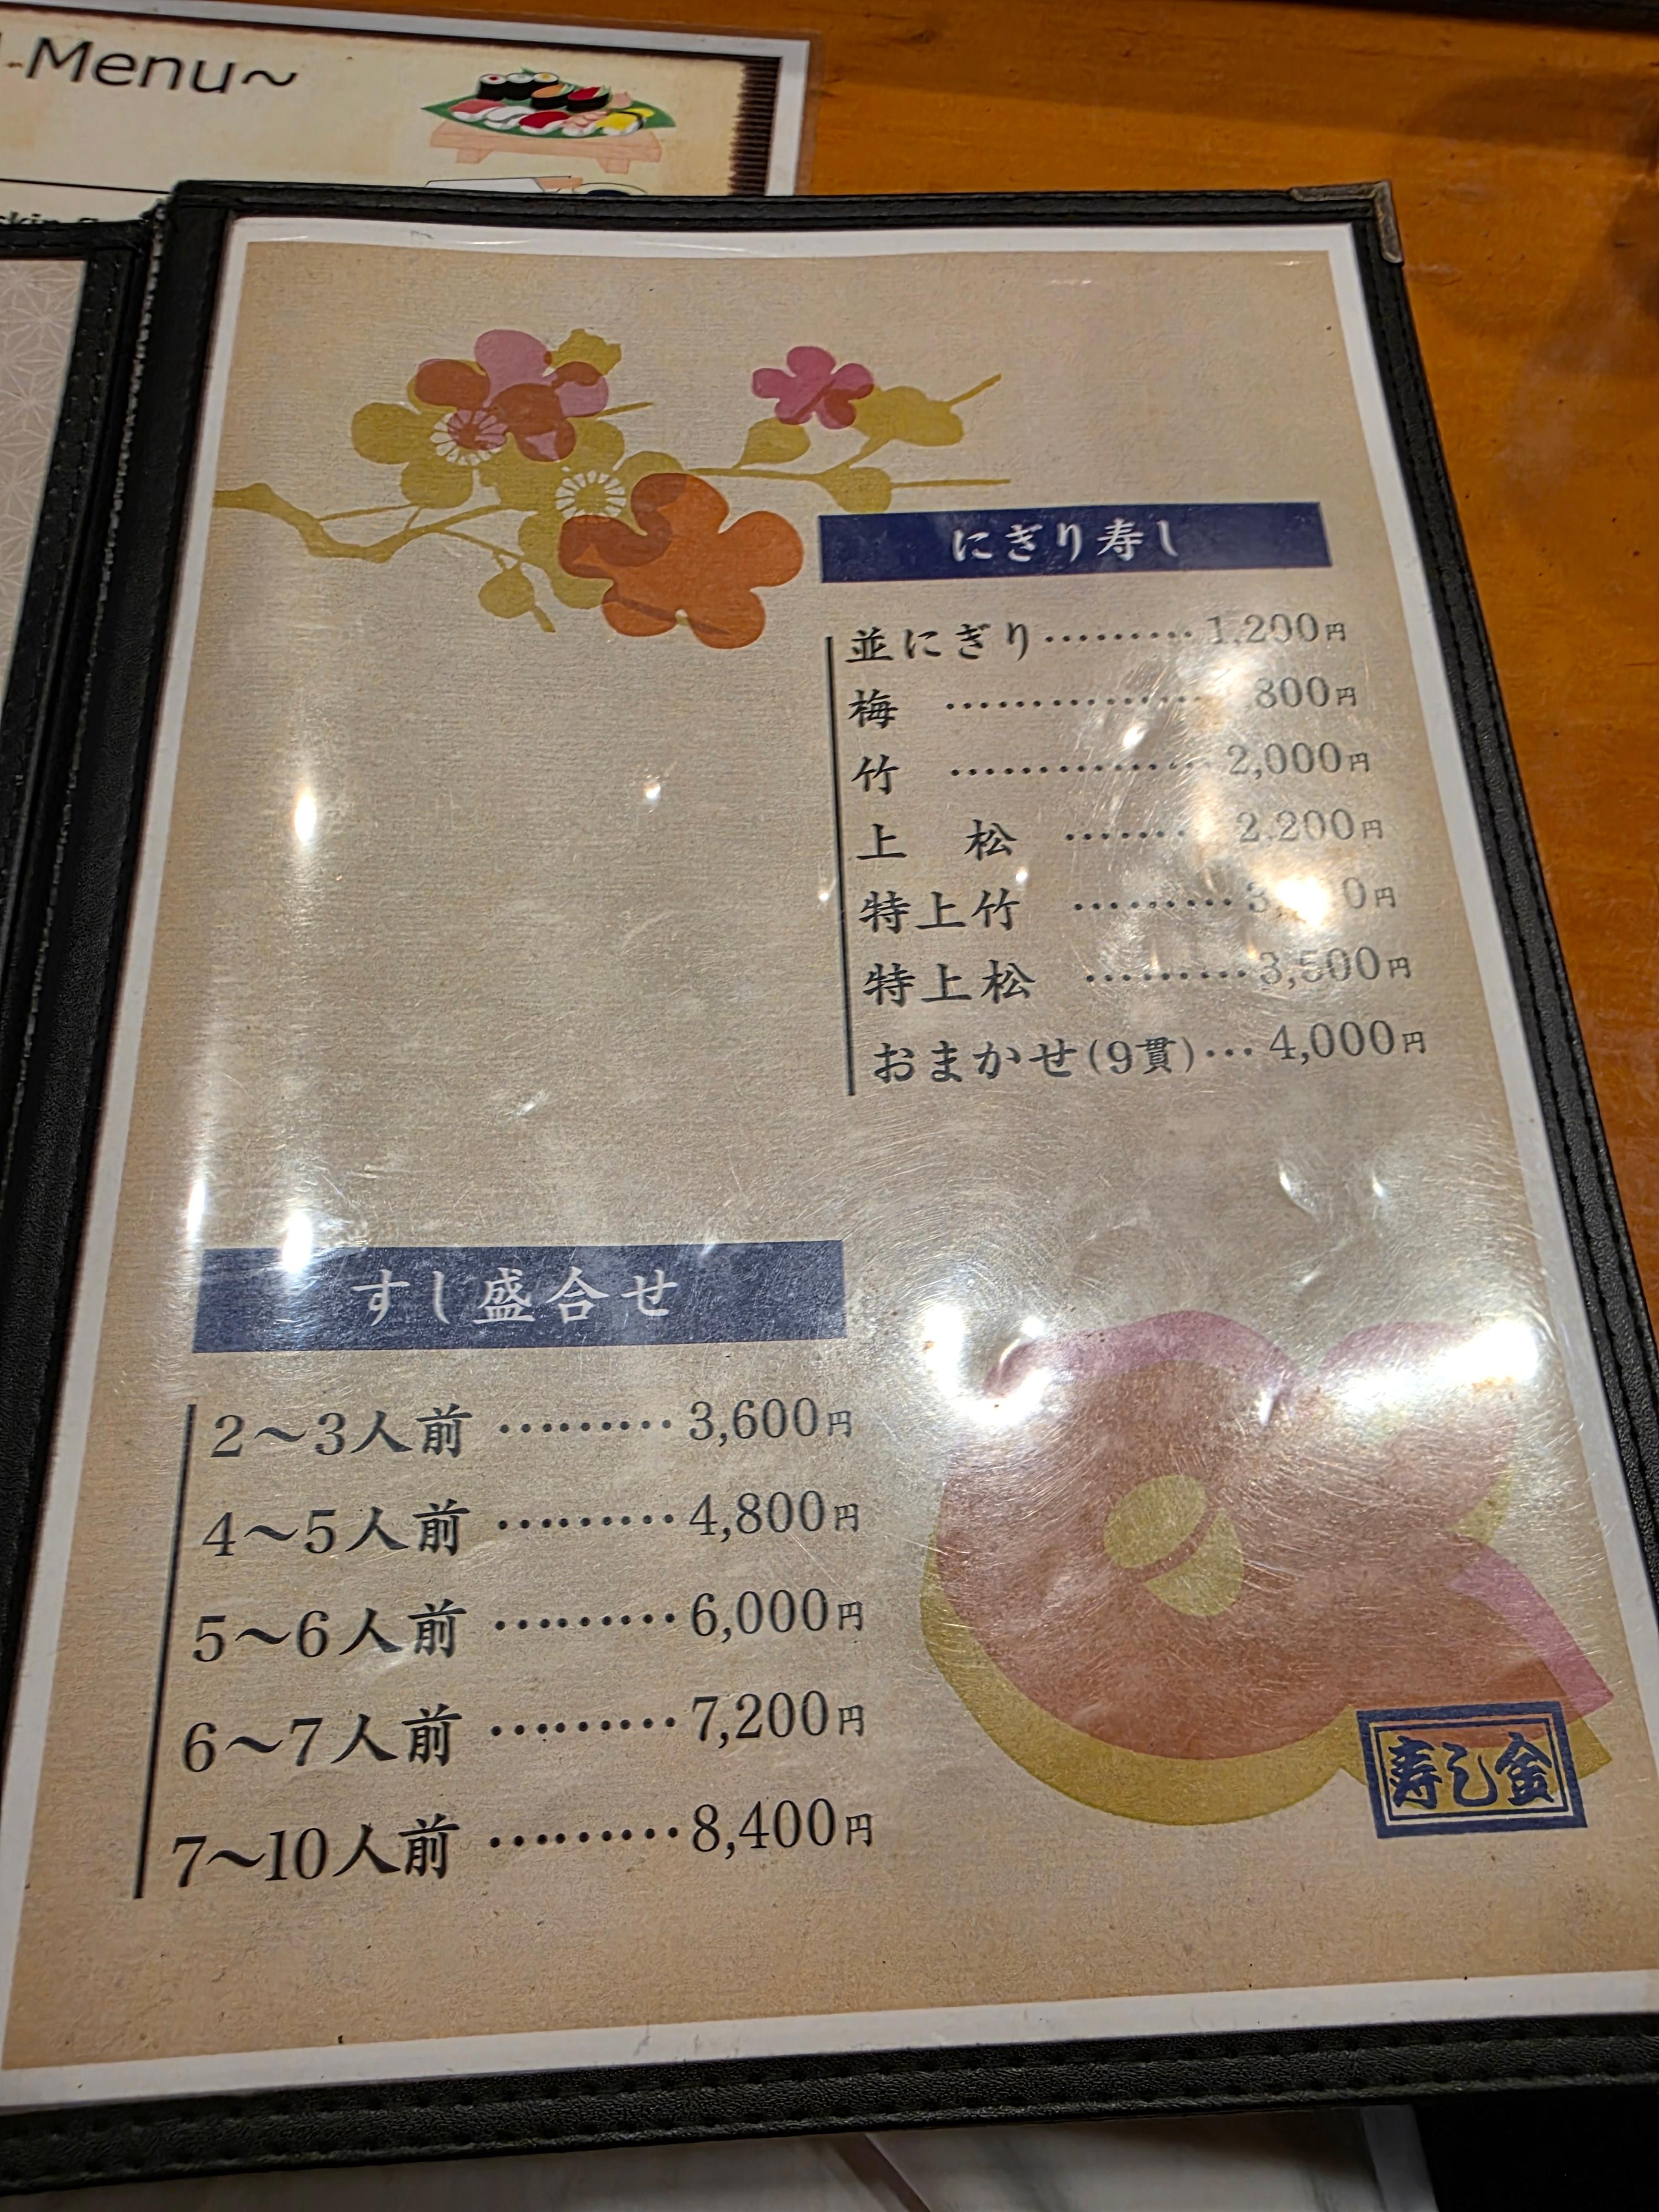 Menu～
にぎり寿し
並にぎり………1,200円
梅 ……………800円
竹 ……………2,000円
上 松 ……2,200円
特上竹 ………円
特上松 ………3,500円
おまかせ(9貫)…4,000円
すし盛合せ
2～3人前 ………3,600円
4～5人前 ………4,800円
5～6人前 ………6,000円
6～7人前 ………7,200円
7～10人前 ………8,400円
寿し金